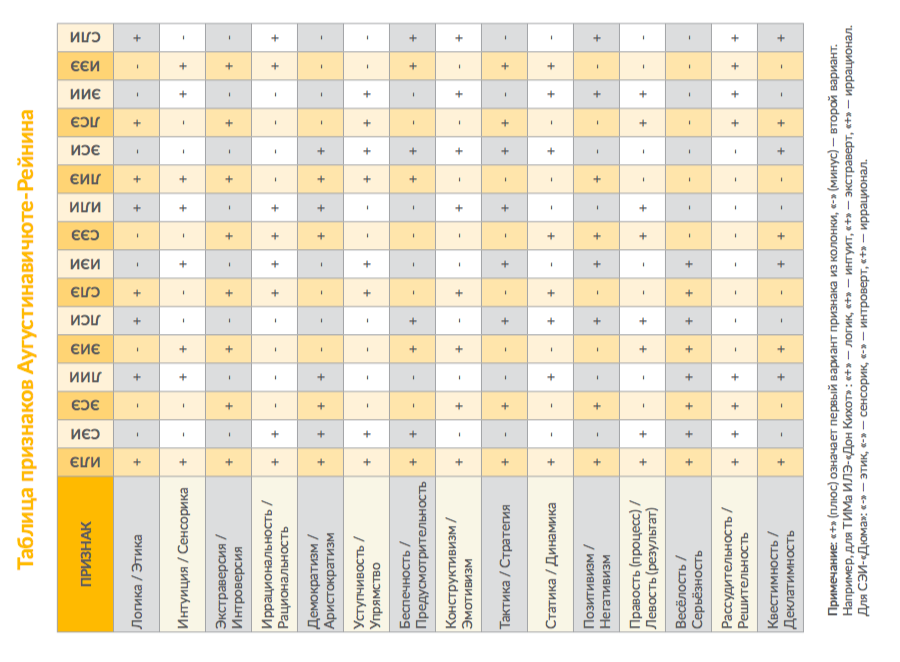 Таблица признаков Аугустинавичюте-Рейнина
ПРИЗНАК ИЛЭ СЭИ ЭСЭ ЛИИ ЭИЭ ЛСИ СЛЭ ИЭИ СЭЭ ИЛИ ЛИЭ ЭСИ ЛСЭ ЭИИ ИЭЭ СЛИ
Логика / Этика + - - + - + + - - + + - + - - +
Интуиция / Сенсорика + - - + + - - + - + + - - + + -
Экстраверсия /
Интроверсия + - + - + - + - + - + - + - + -
Иррациональность /
Рациональность + + - - - - + + + + - - - - + +
Демократизм /
Аристократизм + + + + - - - - + + + + - - - -
Уступчивость /
Упрямство + + - - - - + + - - + + + + - -
Беспечность /
Предусмотрительность + + - - + + - - - - + + - - + +
Конструктивизм /
Эмотивизм + - + - + - + - - + - + - + - +
Тактика / Стратегия + - + - - + - + - + - + + - + -
Статика / Динамика + - - + - + + - + - - + - + + -
Позитивизм /
Негативизм + - + - - + - + + - + - - + - +
Правость (процесс) /
Левость (результат) + + - - + + - - + + - - + - - -
Весёлость /
Серьёзность + + + + + + + + - - - - - - - -
Рассудительность /
Решительность + + + + - - - - - - - - + + + +
Квестимность /
Деклатимность + - - + + - - + + - - + + - - +
Примечание: «+» (плюс) означает первый вариант признака из колонки, «-» (минус) — второй вариант.
Например, для ТИМа ИЛЭ-«Дон Кихот» : «+» — логик, «+» — интуит, «+» — экстраверт, «+» — иррационал.
Для СЭИ-«Дюма»: «-» — этик, «-» — сенсорик, «-» — интроверт, «+» — иррационал.